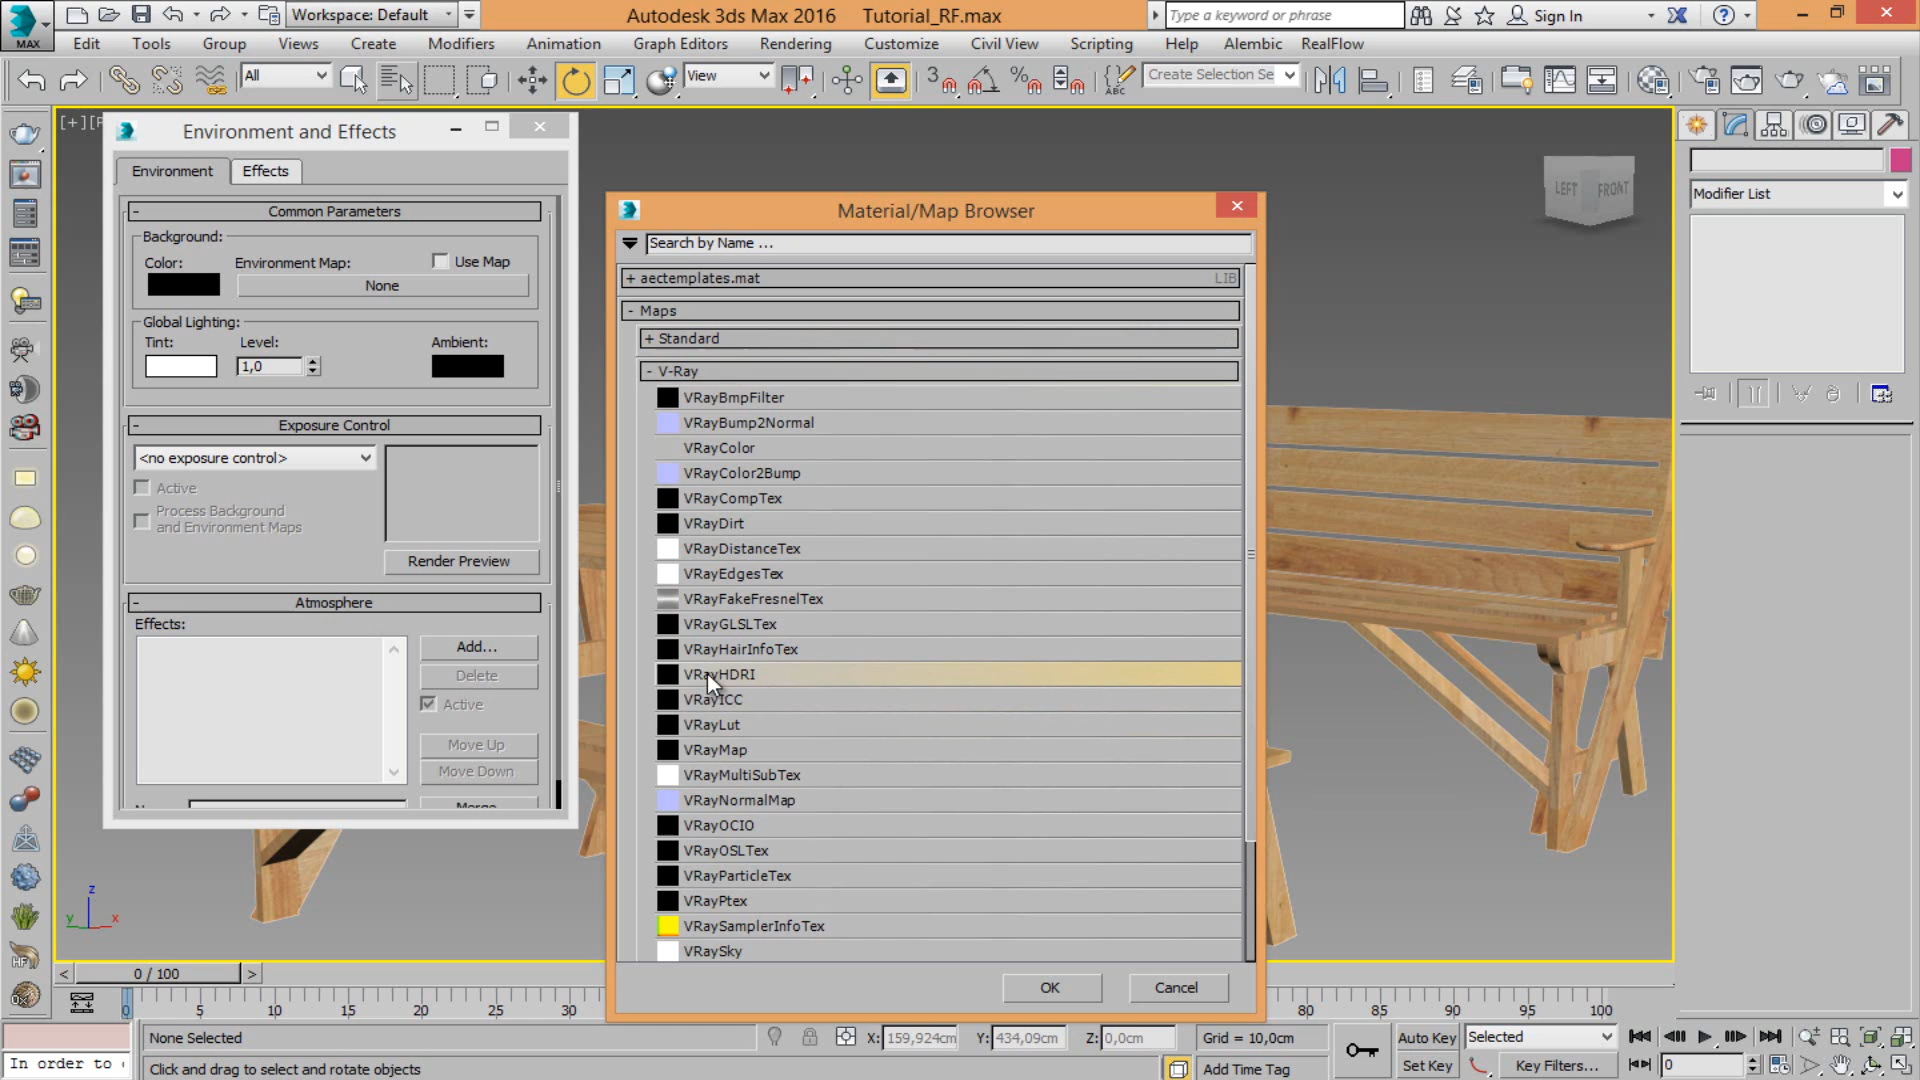 MAX
Workspace: Default
Autodesk 3ds Max 2016 Tutorial_RF.max
Type a keyword or phrase
Sign In
Edit Tools Group Views Create Modifiers Animation Graph Editors Rendering Customize Civil View Scripting Help Alembic RealFlow
All
View
3
ABC
Create Selection Se
[+][P
Environment and Effects
Environment Effects
- Common Parameters
Background:
Color: Environment Map: Use Map
None
Global Lighting:
Tint: Level: Ambient:
1,0
- Exposure Control
<no exposure control>
Active
Process Background
and Environment Maps
Render Preview
- Atmosphere
Effects:
Add...
Delete
Active
Move Up
Move Down
Merge
Material/Map Browser
Search by Name ...
+ aectemplates.mat LIB
- Maps
+ Standard
- V-Ray
VRayBmpFilter
VRayBump2Normal
VRayColor
VRayColor2Bump
VRayCompTex
VRayDirt
VRayDistanceTex
VRayEdgesTex
VRayFakeFresnelTex
VRayGLSLTex
VRayHairInfoTex
VRayHDRI
VRayICC
VRayLut
VRayMap
VRayMultiSubTex
VRayNormalMap
VRayOCIO
VRayOSLTex
VRayParticleTex
VRayPtex
VRaySamplerInfoTex
VRaySky
OK Cancel
LEFT FRONT
Modifier List
z
y x
< 0 / 100 >
0 5 10 15 20 25 30 80 85 90 95 100
None Selected
X: 159,924cm Y: 434,09cm Z: 0,0cm Grid = 10,0cm
Auto Key Selected
In order to
Click and drag to select and rotate objects
Add Time Tag
Set Key Key Filters... 0